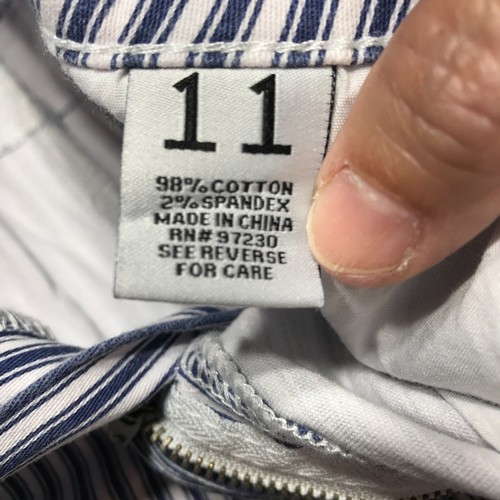 11
98% COTTON
2% SPANDEX
MADE IN CHINA
RN# 97230
SEE REVERSE
FOR CARE